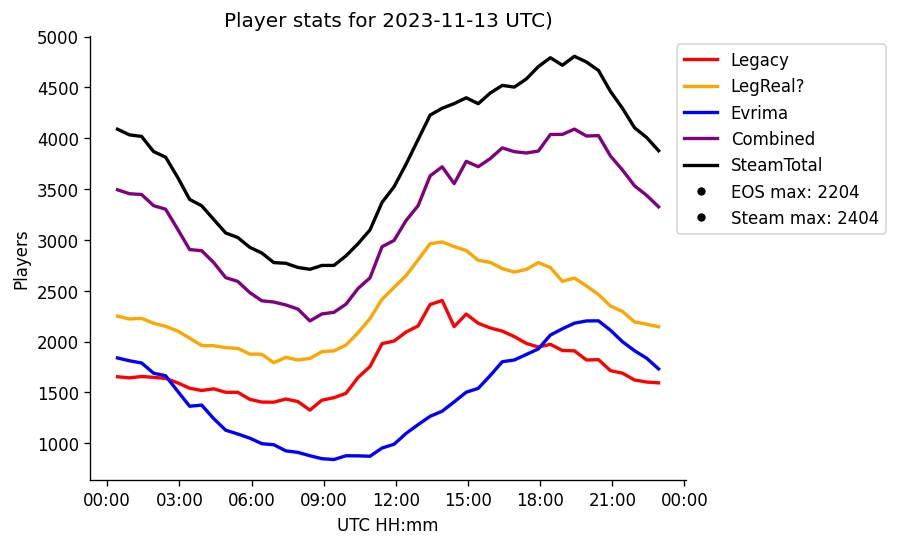 Player stats for 2023-11-13 UTC)
5000
4500
4000
3500
3000
2500
2000
1500
1000
Players
00:00
03:00
06:00
09:00
12:00
15:00
18:00
21:00
00:00
UTC HH:mm
Legacy
LegReal?
Evrima
Combined
SteamTotal
EOS max: 2204
Steam max: 2404